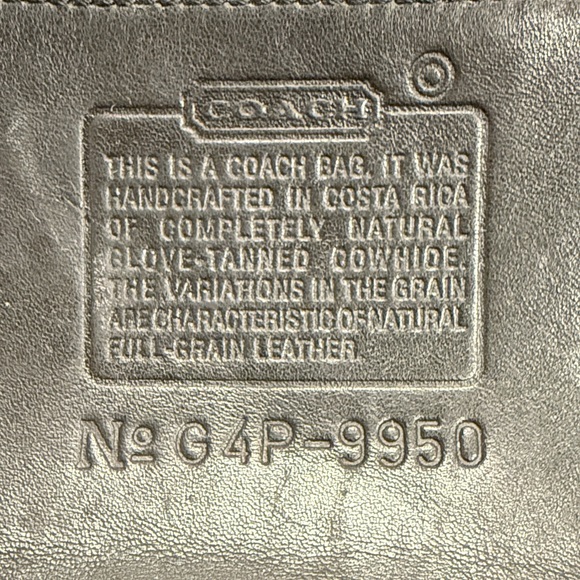 COACH
THIS IS A COACH BAG. IT WAS
HANDCRAFTED IN COSTA RICA
OF COMPLETELY NATURAL
GLOVE-TANNED COWHIDE.
THE VARIATIONS IN THE GRAIN
ARE CHARACTERISTIC OF NATURAL
FULL-GRAIN LEATHER.
No G4P-9950